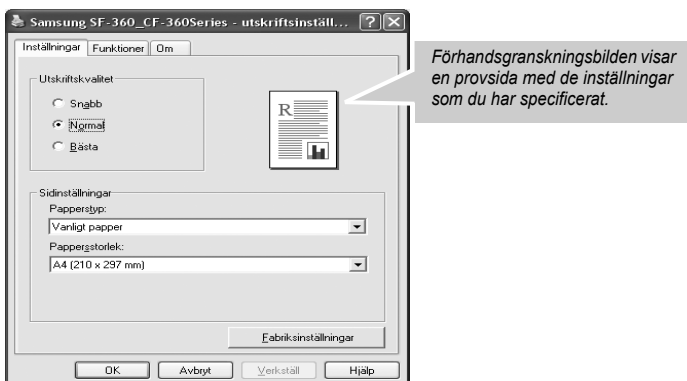 Samsung SF-360_CF-360Series - utskriftsinställ...
Inställningar Funktioner Om
Förhandsgranskningsbilden visar
en provsida med de inställningar
som du har specificerat.
Utskriftskvalitet
Snabb
Normal
Bästa
R
Sidinställningar
Papperstyp:
Vanligt papper
Pappersstorlek:
A4 (210 x 297 mm)
Fabriksinställningar
OK Avbryt Verkställ Hjälp